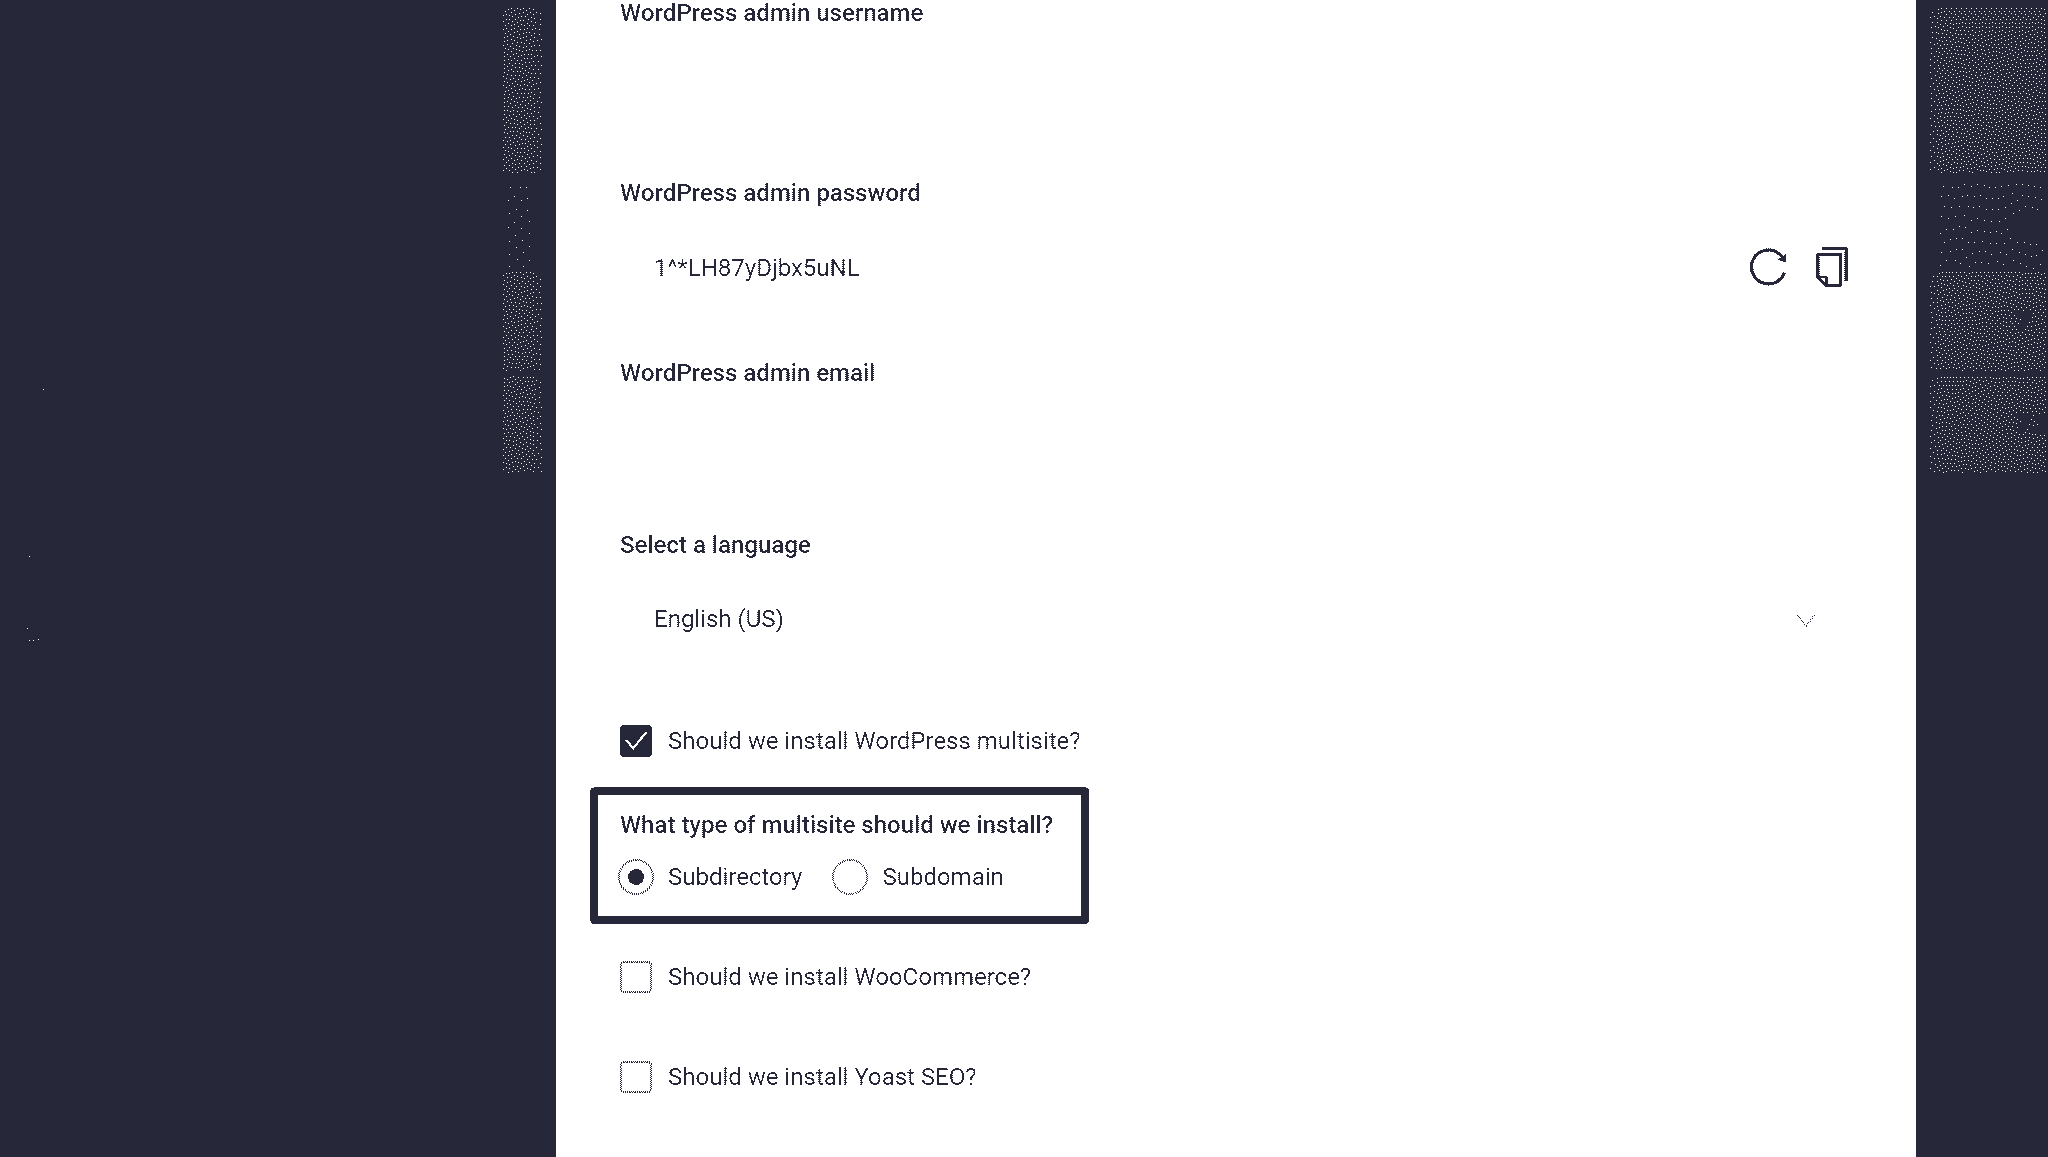 WordPress admin username
WordPress admin password
1^*LH87yDjbx5uNL
WordPress admin email
Select a language
English (US)
Should we install WordPress multisite?
What type of multisite should we install?
Subdirectory Subdomain
Should we install WooCommerce?
Should we install Yoast SEO?